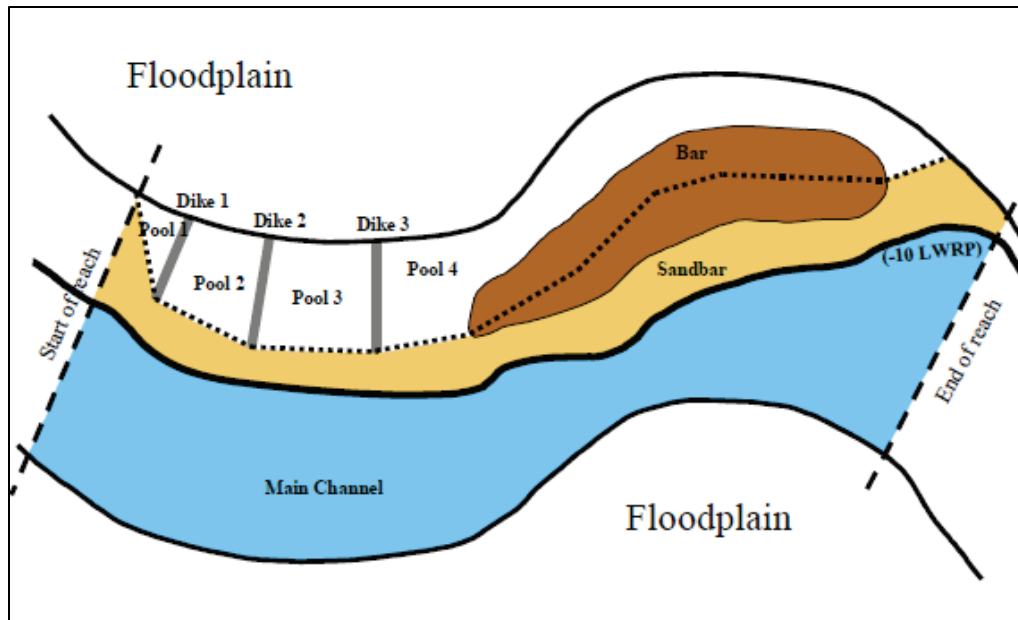 Floodplain
Dike 1
Dike 2
Dike 3
Bar
Pool 1
Pool 2
Pool 3
Pool 4
Sandbar
(-10 LWRP)
Start of reach
End of reach
Main Channel
Floodplain